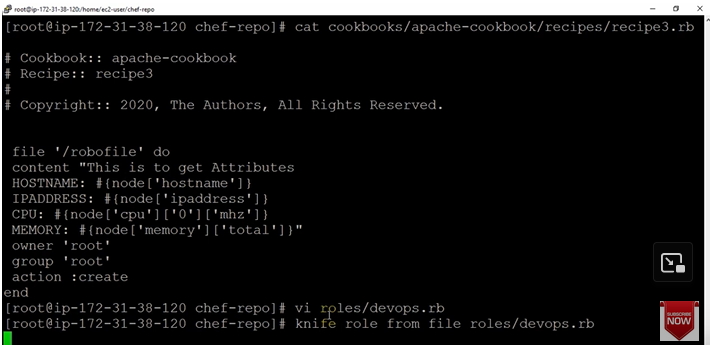 root@ip-172-31-38-120:/home/ec2-user/chef-repo
[root@ip-172-31-38-120 chef-repo]# cat cookbooks/apache-cookbook/recipes/recipe3.rb
# Cookbook:: apache-cookbook
# Recipe:: recipe3
#
# Copyright:: 2020, The Authors, All Rights Reserved.
file '/robofile' do
content "This is to get Attributes
HOSTNAME: #{node['hostname']}
IPADDRESS: #{node['ipaddress']}
CPU: #{node['cpu']['0']['mhz']}
MEMORY: #{node['memory']['total']}"
owner 'root'
group 'root'
action :create
end
[root@ip-172-31-38-120 chef-repo]# vi roles/devops.rb
[root@ip-172-31-38-120 chef-repo]# knife role from file roles/devops.rb
SUBSCRIBE
NOW